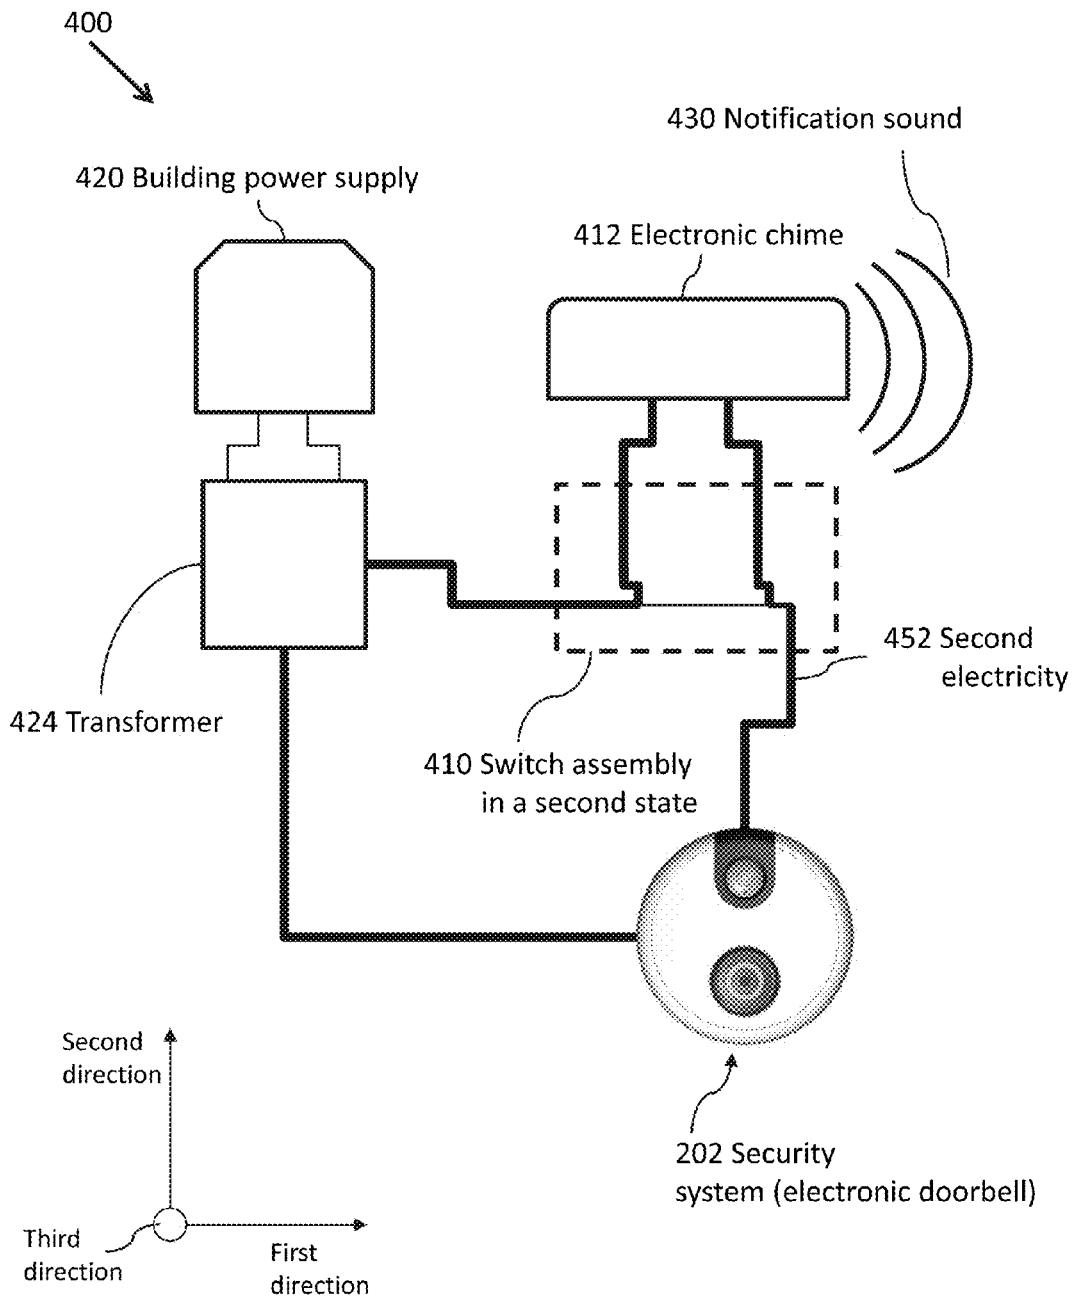 400
430 Notification sound
420 Building power supply
412 Electronic chime
452 Second
electricity
424 Transformer
410 Switch assembly
in a second state
Second
direction
202 Security
system (electronic doorbell)
Third
direction
First
direction